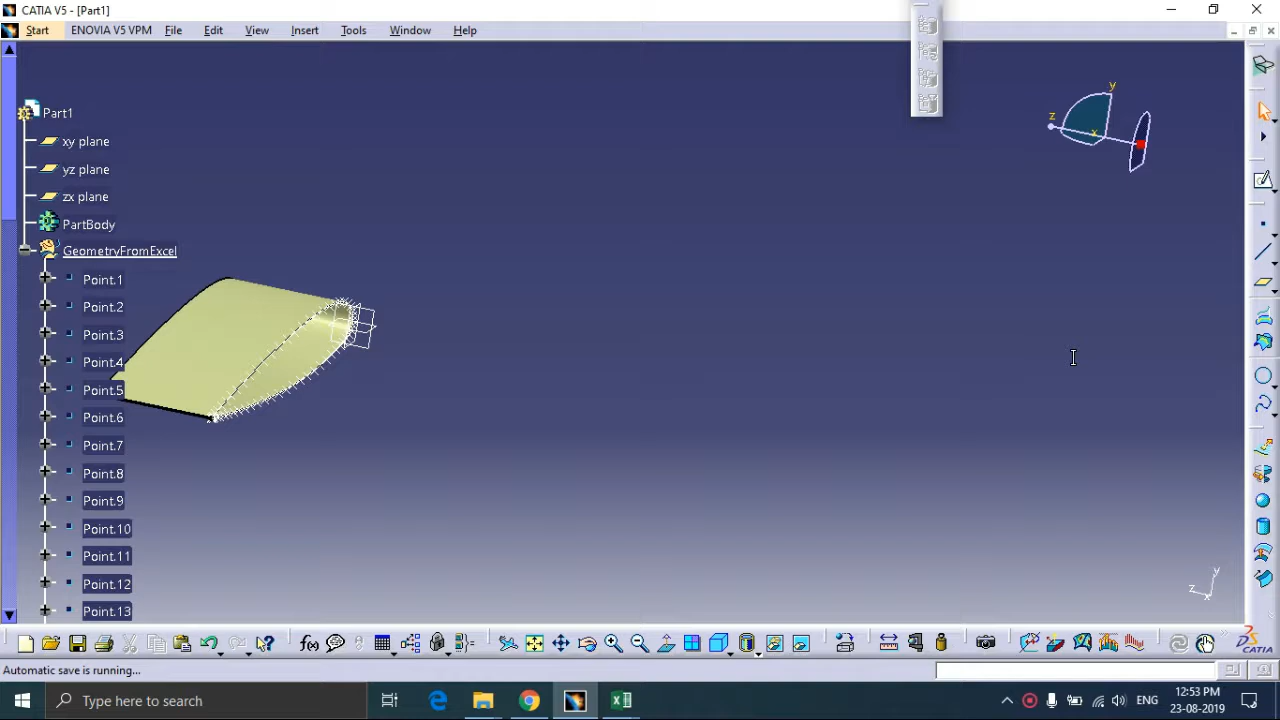 CATIA V5 - [Part1]
Start ENOVIA V5 VPM File Edit View Insert Tools Window Help
Part1
xy plane
yz plane
zx plane
PartBody
GeometryFromExcel
Point.1
Point.2
Point.3
Point.4
Point.5
Point.6
Point.7
Point.8
Point.9
Point.10
Point.11
Point.12
Point.13
y
z
x
y
z
x
f(x)
CATIA
Automatic save is running...
Type here to search
ENG
12:53 PM
23-08-2019